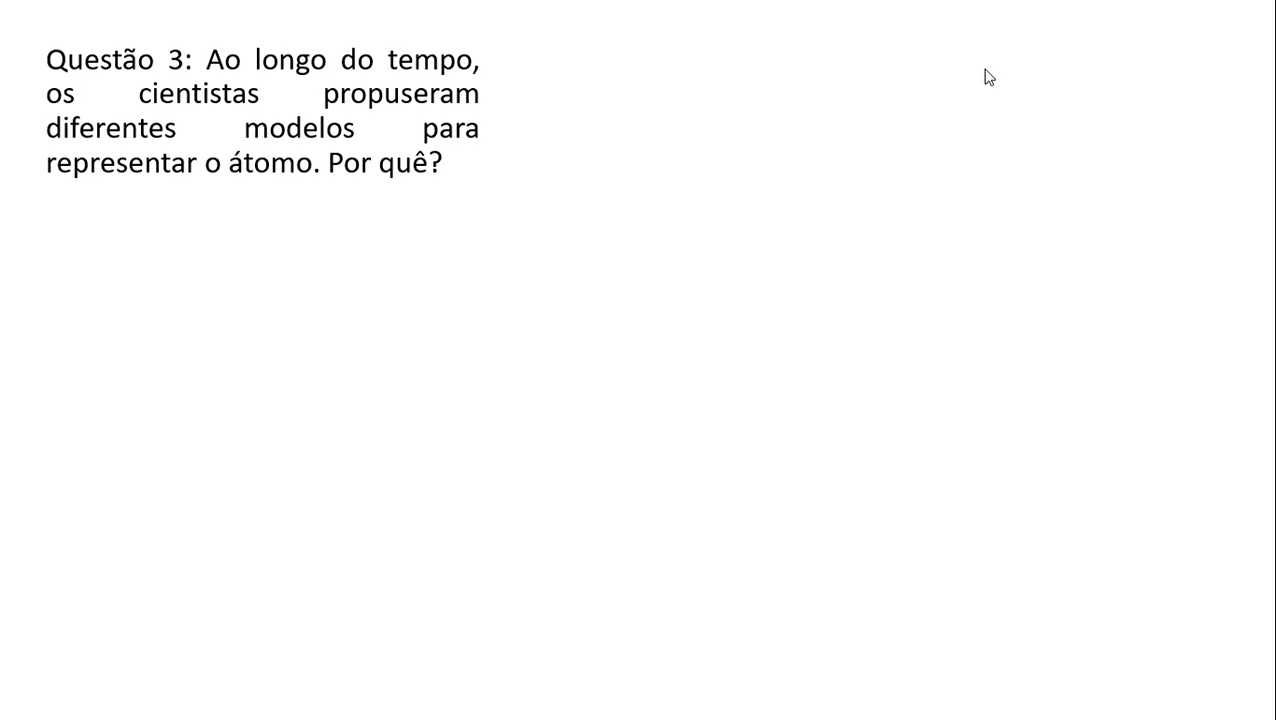 Questão 3: Ao longo do tempo,
os cientistas propuseram
diferentes modelos para
representar o átomo. Por quê?